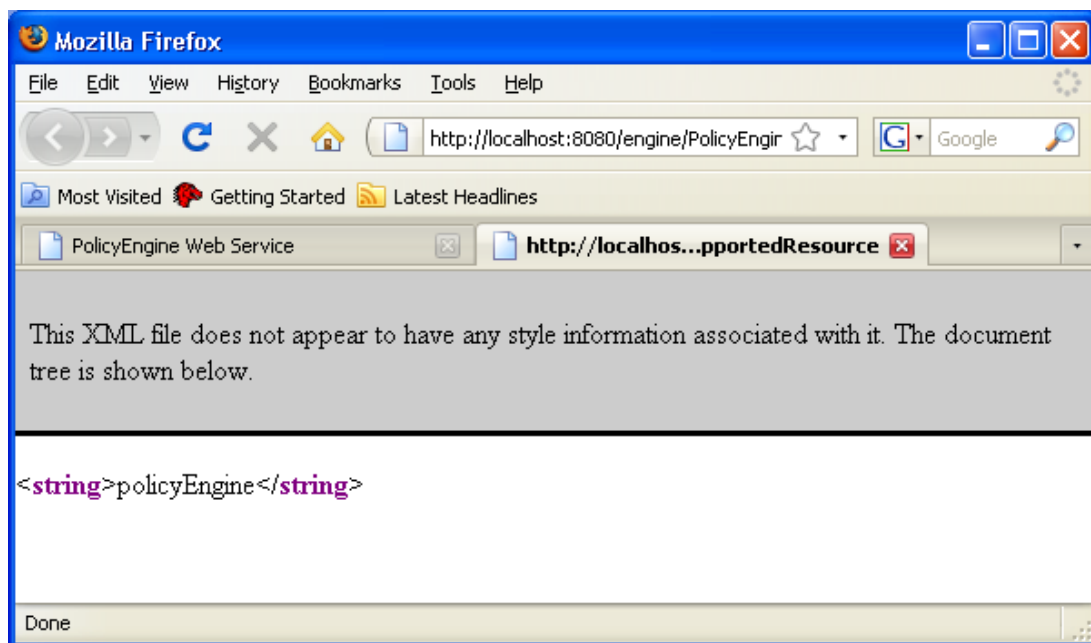 Mozilla Firefox
File Edit View History Bookmarks Tools Help
http://localhost:8080/engine/PolicyEngir G Google
Most Visited Getting Started Latest Headlines
PolicyEngine Web Service http://localhos...pportedResource
This XML file does not appear to have any style information associated with it. The document
tree is shown below.
<string>policyEngine</string>
Done